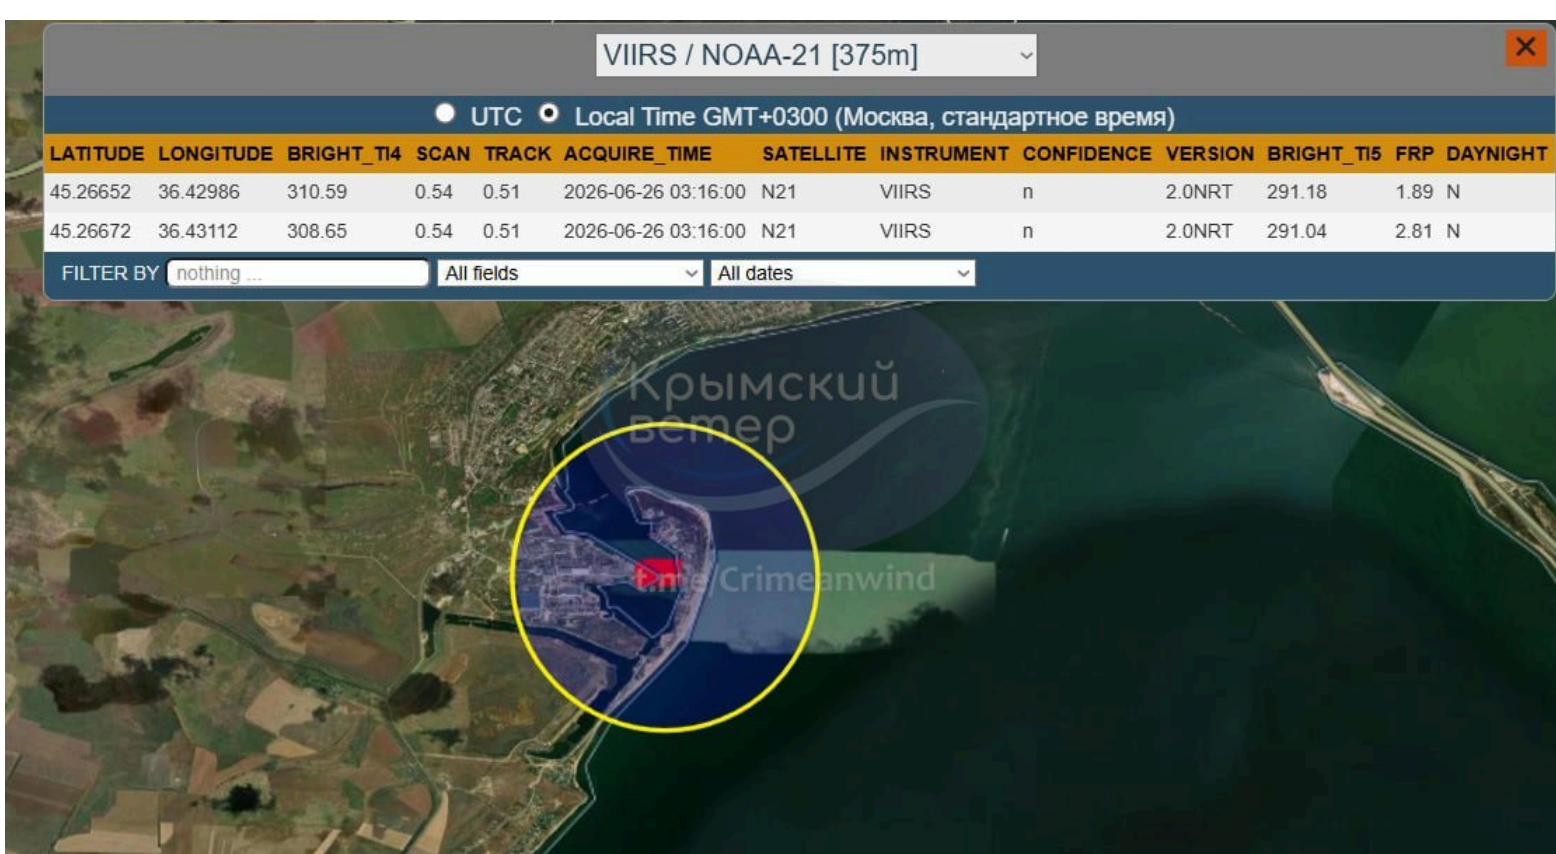 VIIRS / NOAA-21 [375m]
UTC Local Time GMT+0300 (Москва, стандартное время)
LATITUDE LONGITUDE BRIGHT_TI4 SCAN TRACK ACQUIRE_TIME SATELLITE INSTRUMENT CONFIDENCE VERSION BRIGHT_TI5 FRP DAYNIGHT
45.26652 36.42986 310.59 0.54 0.51 2026-06-26 03:16:00 N21 VIIRS n 2.0NRT 291.18 1.89 N
45.26672 36.43112 308.65 0.54 0.51 2026-06-26 03:16:00 N21 VIIRS n 2.0NRT 291.04 2.81 N
FILTER BY nothing ... All fields All dates
Крымский
ветер
t.me/Crimeanwind